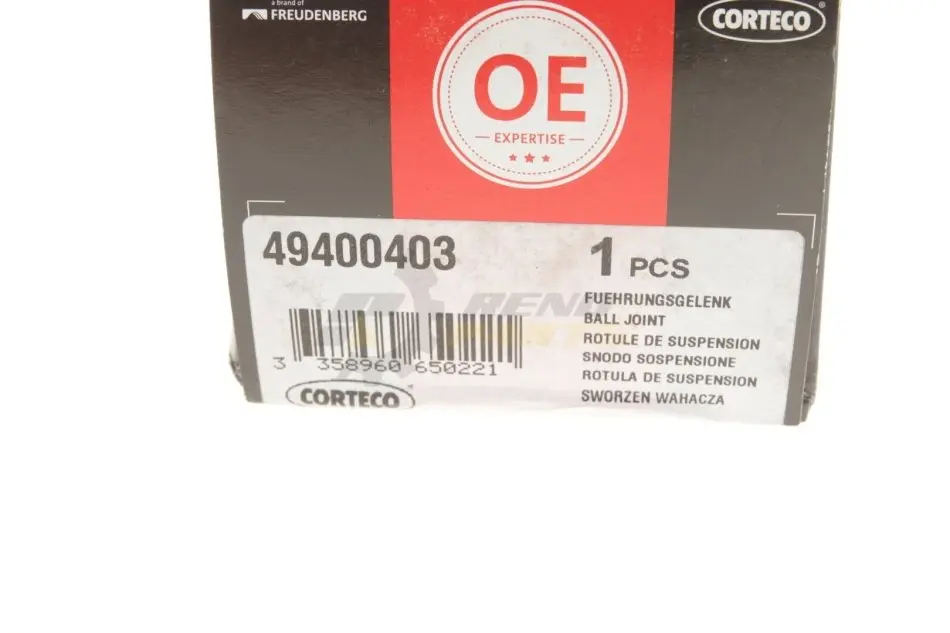 a brand of
FREUDENBERG
CORTECO®
OE
EXPERTISE
49400403
1 PCS
FUEHRUNGSGELENK
BALL JOINT
ROTULE DE SUSPENSION
SNODO SOSPENSIONE
ROTULA DE SUSPENSION
SWORZEN WAHACZA
3 358960 650221
CORTECO